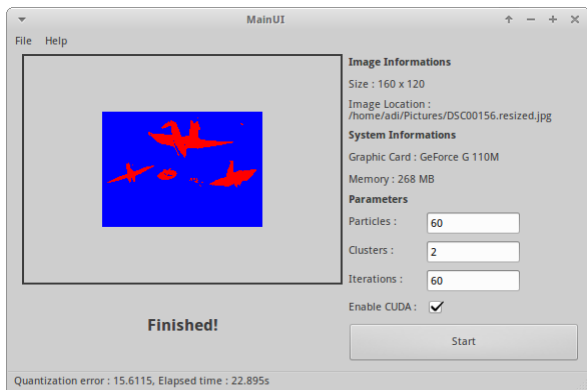 MainUI
File Help
Image Informations
Size : 160 x 120
Image Location :
/home/adi/Pictures/DSC00156.resized.jpg
System Informations
Graphic Card : GeForce G 110M
Memory : 268 MB
Parameters
Particles : 60
Clusters : 2
Iterations : 60
Enable CUDA :
Finished!
Start
Quantization error : 15.6115, Elapsed time : 22.895s